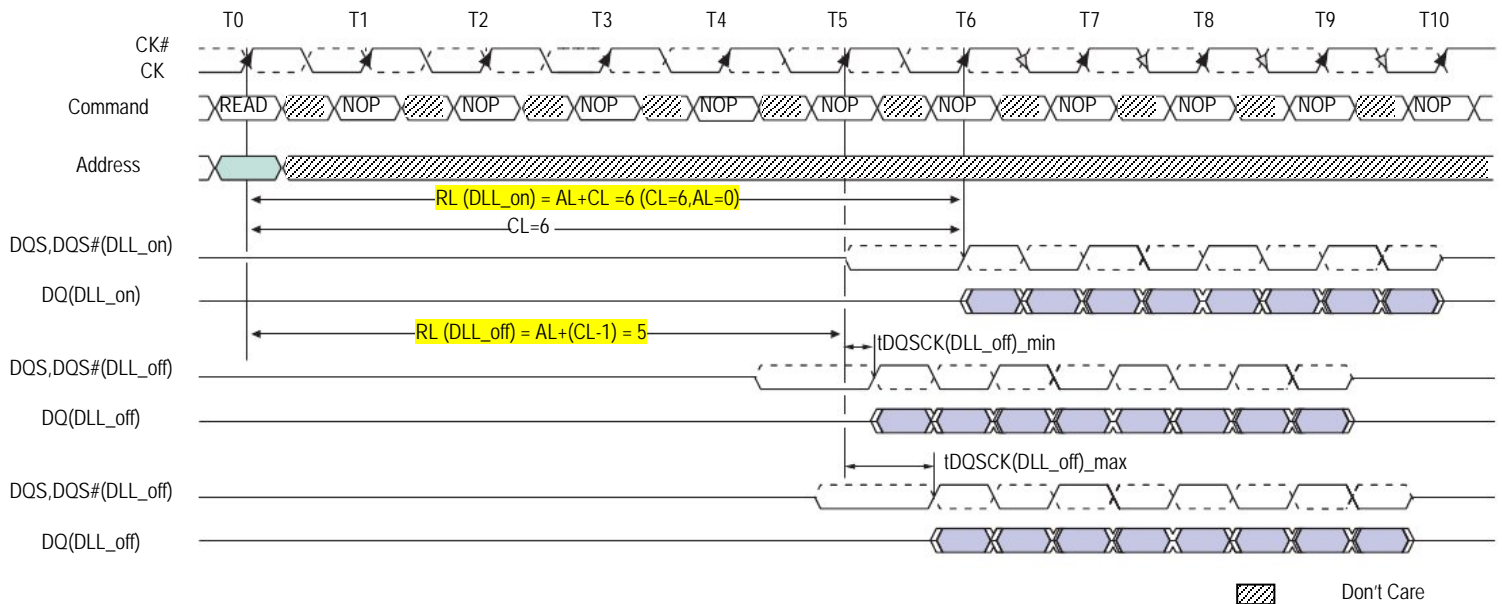 T0 T1 T2 T3 T4 T5 T6 T7 T8 T9 T10
CK#
CK
Command READ NOP NOP NOP NOP NOP NOP NOP NOP NOP NOP
Address
RL (DLL_on) = AL+CL =6 (CL=6,AL=0)
CL=6
DQS,DQS#(DLL_on)
DQ(DLL_on)
RL (DLL_off) = AL+(CL-1) = 5
tDQSCK(DLL_off)_min
DQS,DQS#(DLL_off)
DQ(DLL_off)
tDQSCK(DLL_off)_max
DQS,DQS#(DLL_off)
DQ(DLL_off)
Don't Care